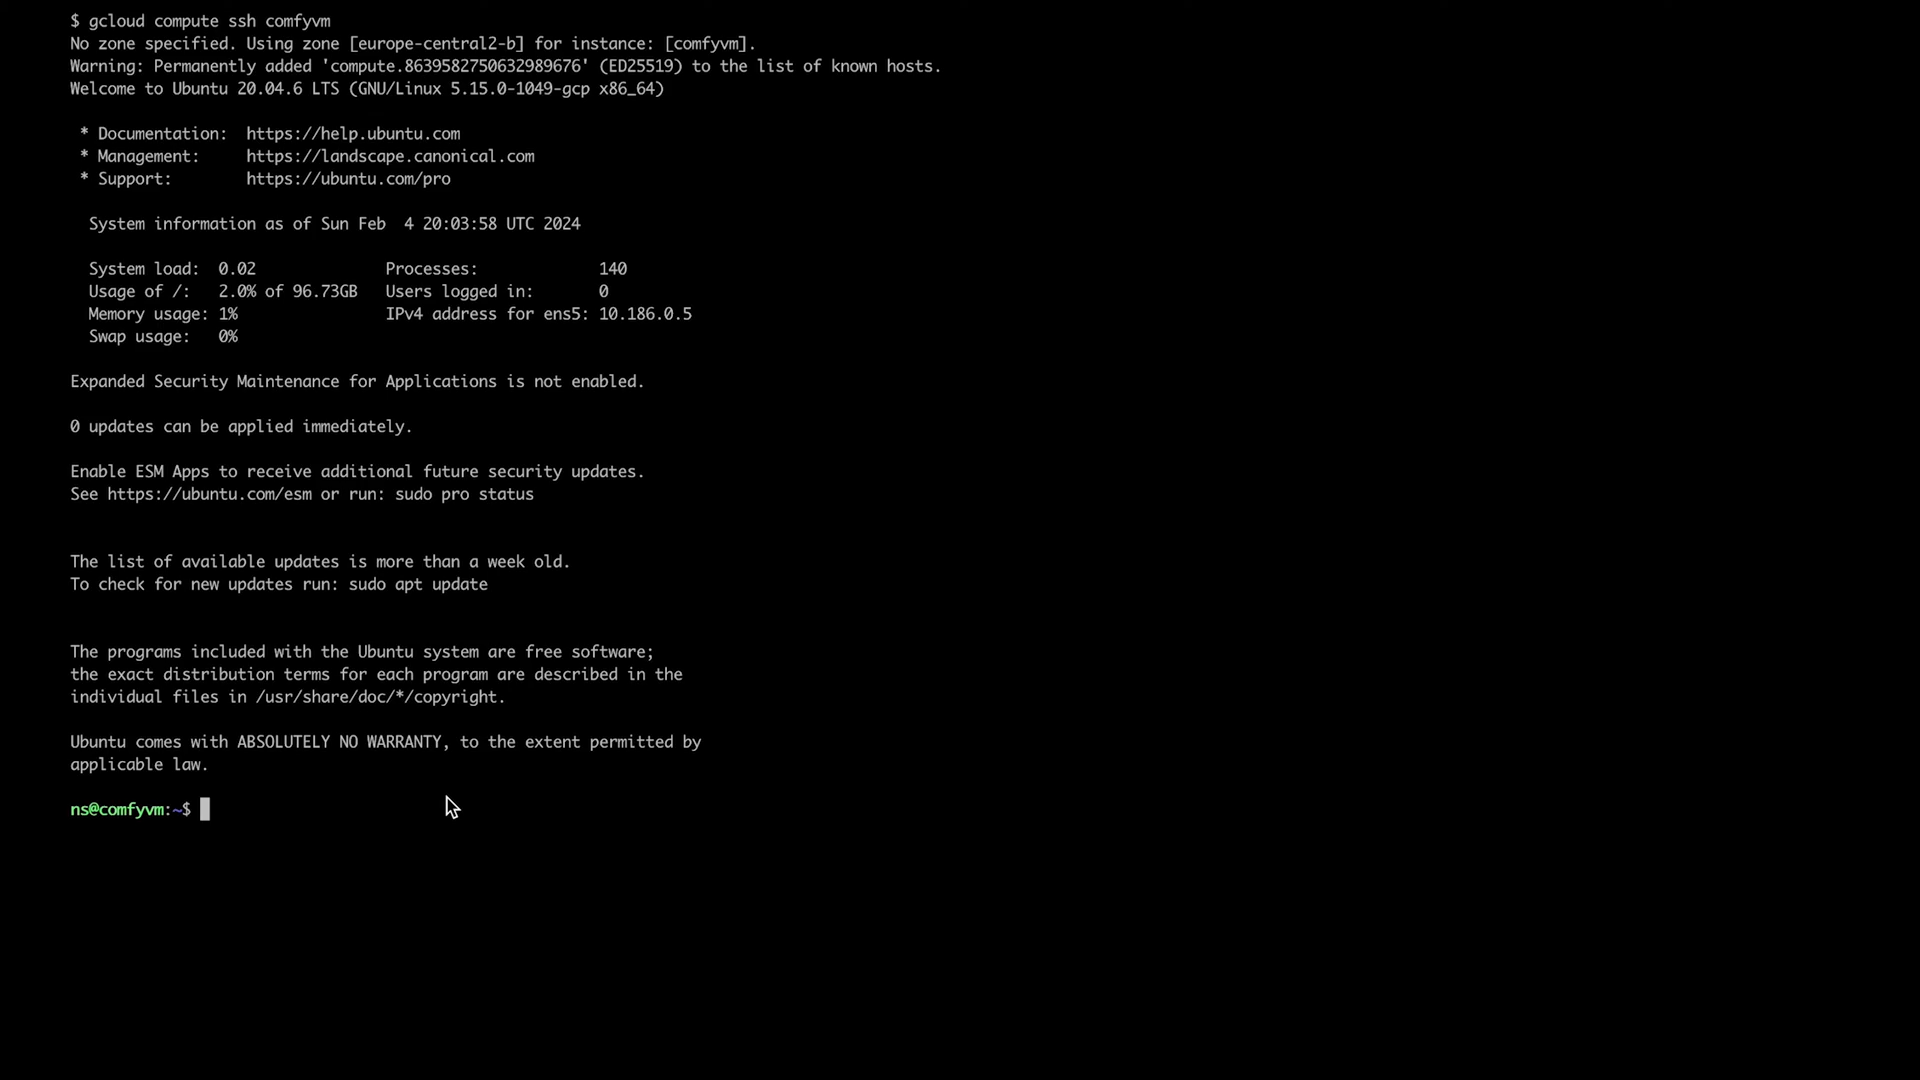 $ gcloud compute ssh comfyvm
No zone specified. Using zone [europe-central2-b] for instance: [comfyvm].
Warning: Permanently added 'compute.8639582750632989676' (ED25519) to the list of known hosts.
Welcome to Ubuntu 20.04.6 LTS (GNU/Linux 5.15.0-1049-gcp x86_64)
* Documentation:  https://help.ubuntu.com
* Management:     https://landscape.canonical.com
* Support:        https://ubuntu.com/pro
System information as of Sun Feb  4 20:03:58 UTC 2024
System load:  0.02              Processes:             140
Usage of /:   2.0% of 96.73GB   Users logged in:       0
Memory usage: 1%                IPv4 address for ens5: 10.186.0.5
Swap usage:   0%
Expanded Security Maintenance for Applications is not enabled.
0 updates can be applied immediately.
Enable ESM Apps to receive additional future security updates.
See https://ubuntu.com/esm or run: sudo pro status
The list of available updates is more than a week old.
To check for new updates run: sudo apt update
The programs included with the Ubuntu system are free software;
the exact distribution terms for each program are described in the
individual files in /usr/share/doc/*/copyright.
Ubuntu comes with ABSOLUTELY NO WARRANTY, to the extent permitted by
applicable law.
ns@comfyvm:~$